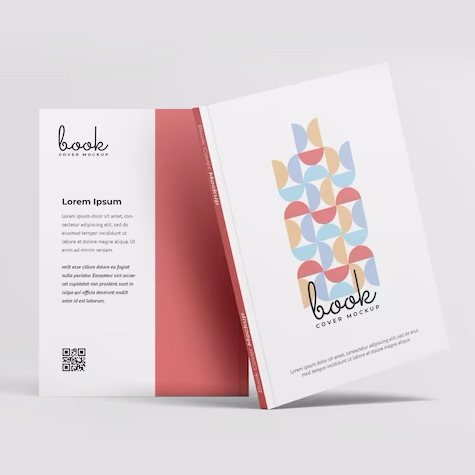 book
COVER MOCKUP
Lorem Ipsum
Lorem ipsum dolor sit amet, con-
sectetur adipiscing elit, sed do
eiusmod tempor incididunt ut
labore et dolore magna aliqua. Ut
enim ad minim veniam.
velit esse cillum dolore eu fugiat
nulla pariatur. Excepteur sint occae-
cat cupidatat non proident, sunt in
culpa qui officia deserunt mollit
anim id est laborum.
Book Cover Mockup
book
COVER MOCKUP
Lorem ipsum dolor sit amet, consectetur adipiscing elit, sed do eiusm
mod tempor incididunt ut labore et dolore magna aliqua